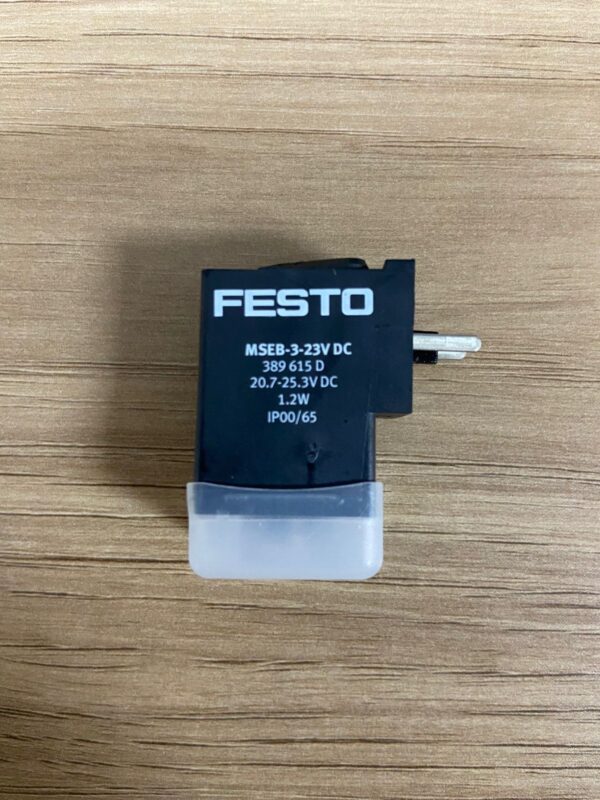 FESTO
MSEB-3-23V DC
389 615 D
20.7-25.3V DC
1.2W
IP00/65